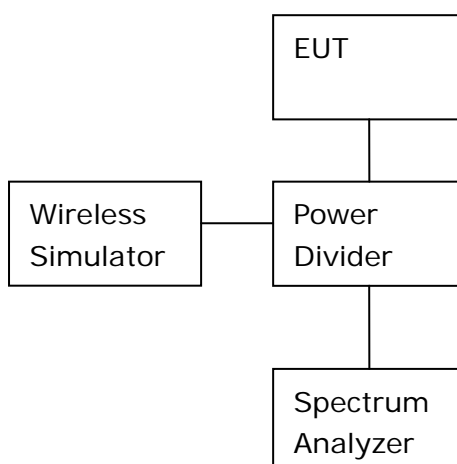 EUT
Wireless
Simulator
Power
Divider
Spectrum
Analyzer